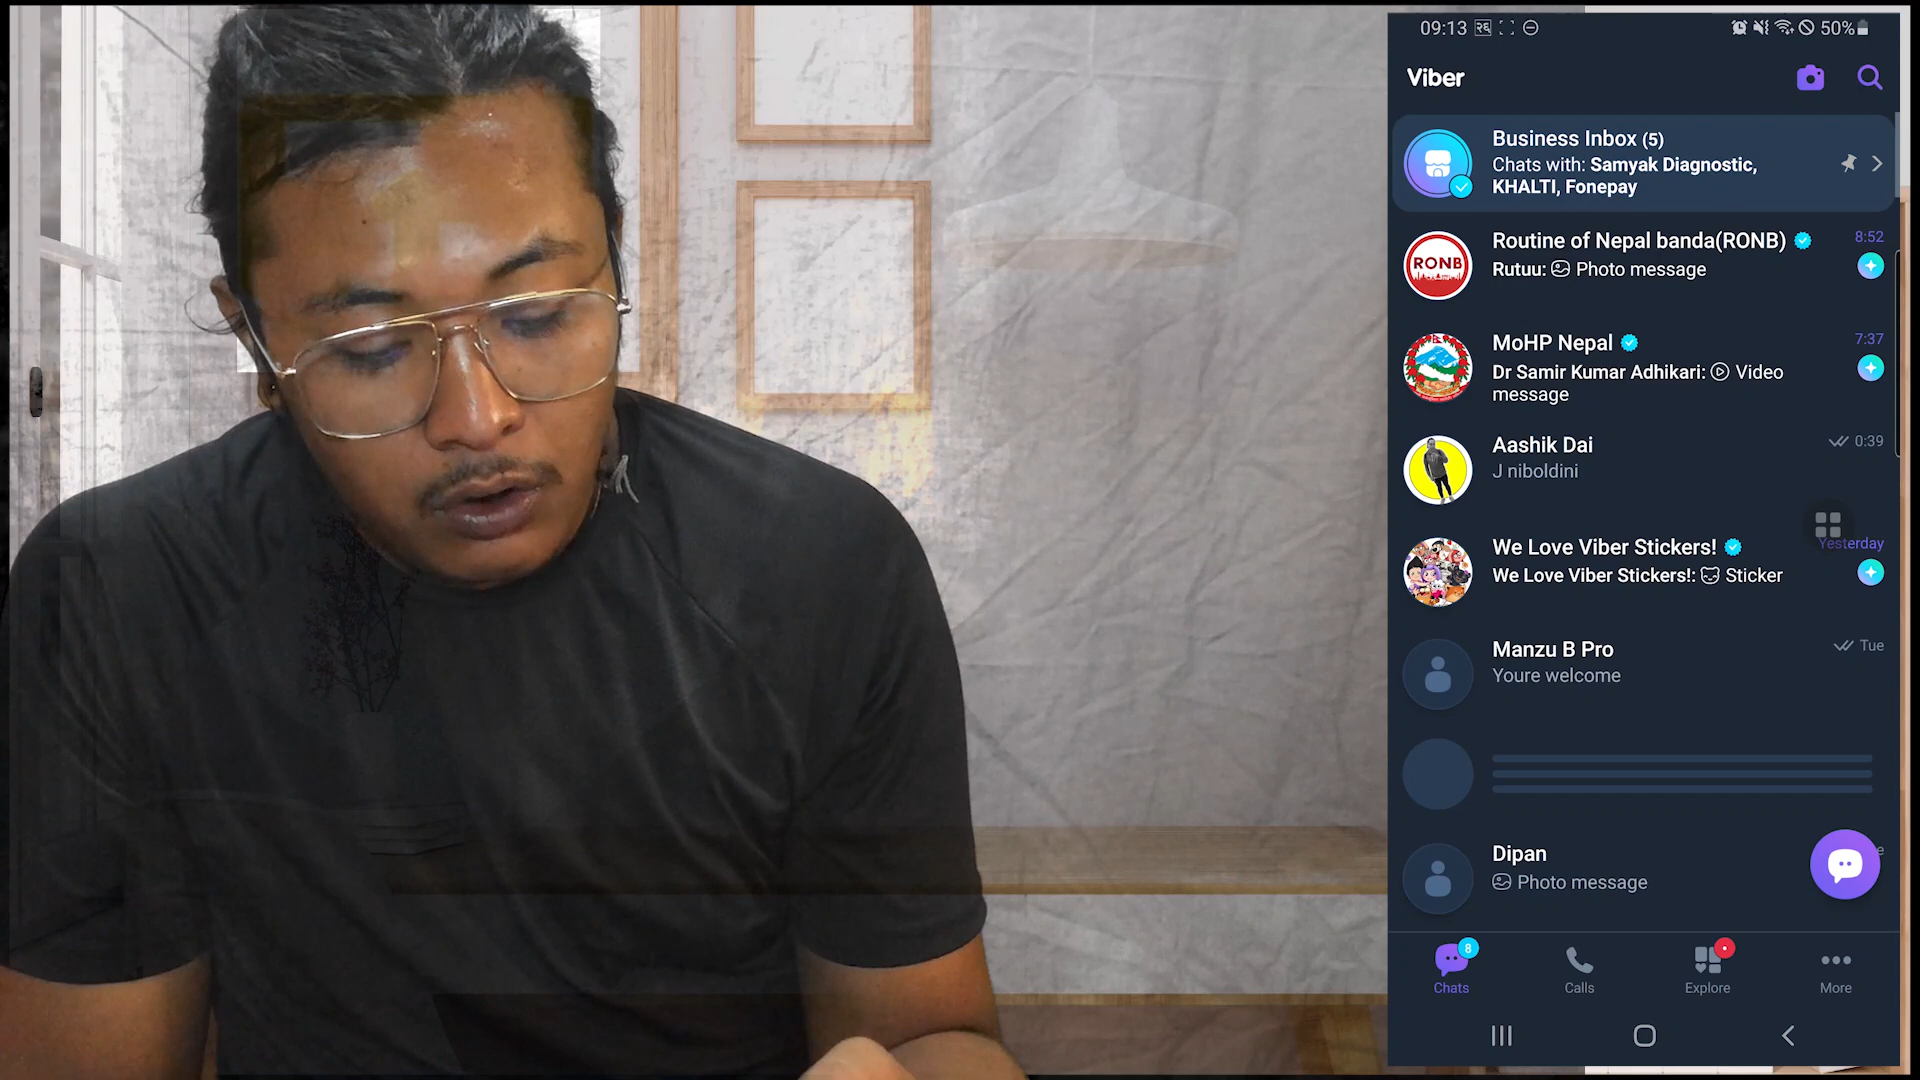 09:13 २६ 50%
Viber
Business Inbox (5)
Chats with: Samyak Diagnostic,
KHALTI, Fonepay
Routine of Nepal banda(RONB) 8:52
RONB
Rutuu: Photo message
MoHP Nepal 7:37
Dr Samir Kumar Adhikari: Video
message
Aashik Dai 0:39
J niboldini
We Love Viber Stickers! Yesterday
We Love Viber Stickers!: Sticker
Manzu B Pro Tue
Youre welcome
Dipan
Photo message
8
Chats Calls Explore More